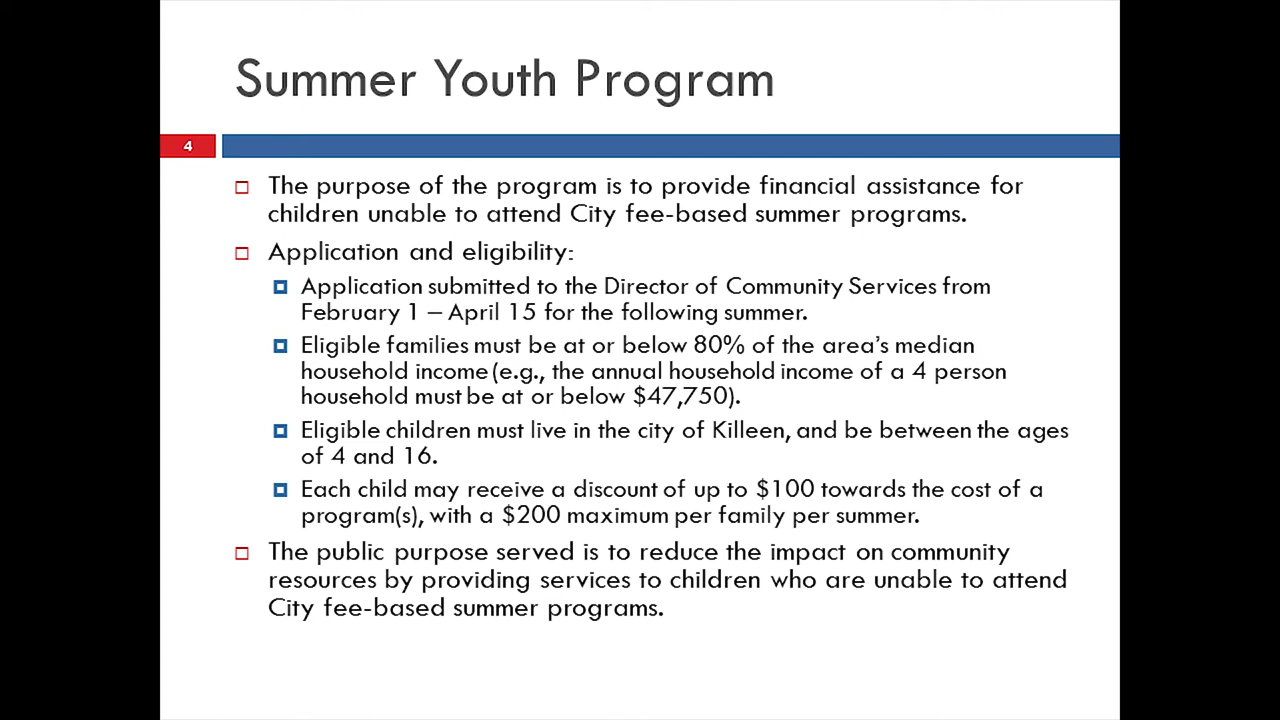 Summer Youth Program
4
The purpose of the program is to provide financial assistance for
children unable to attend City fee-based summer programs.
Application and eligibility:
Application submitted to the Director of Community Services from
February 1 – April 15 for the following summer.
Eligible families must be at or below 80% of the area's median
household income (e.g., the annual household income of a 4 person
household must be at or below $47,750).
Eligible children must live in the city of Killeen, and be between the ages
of 4 and 16.
Each child may receive a discount of up to $100 towards the cost of a
program(s), with a $200 maximum per family per summer.
The public purpose served is to reduce the impact on community
resources by providing services to children who are unable to attend
City fee-based summer programs.